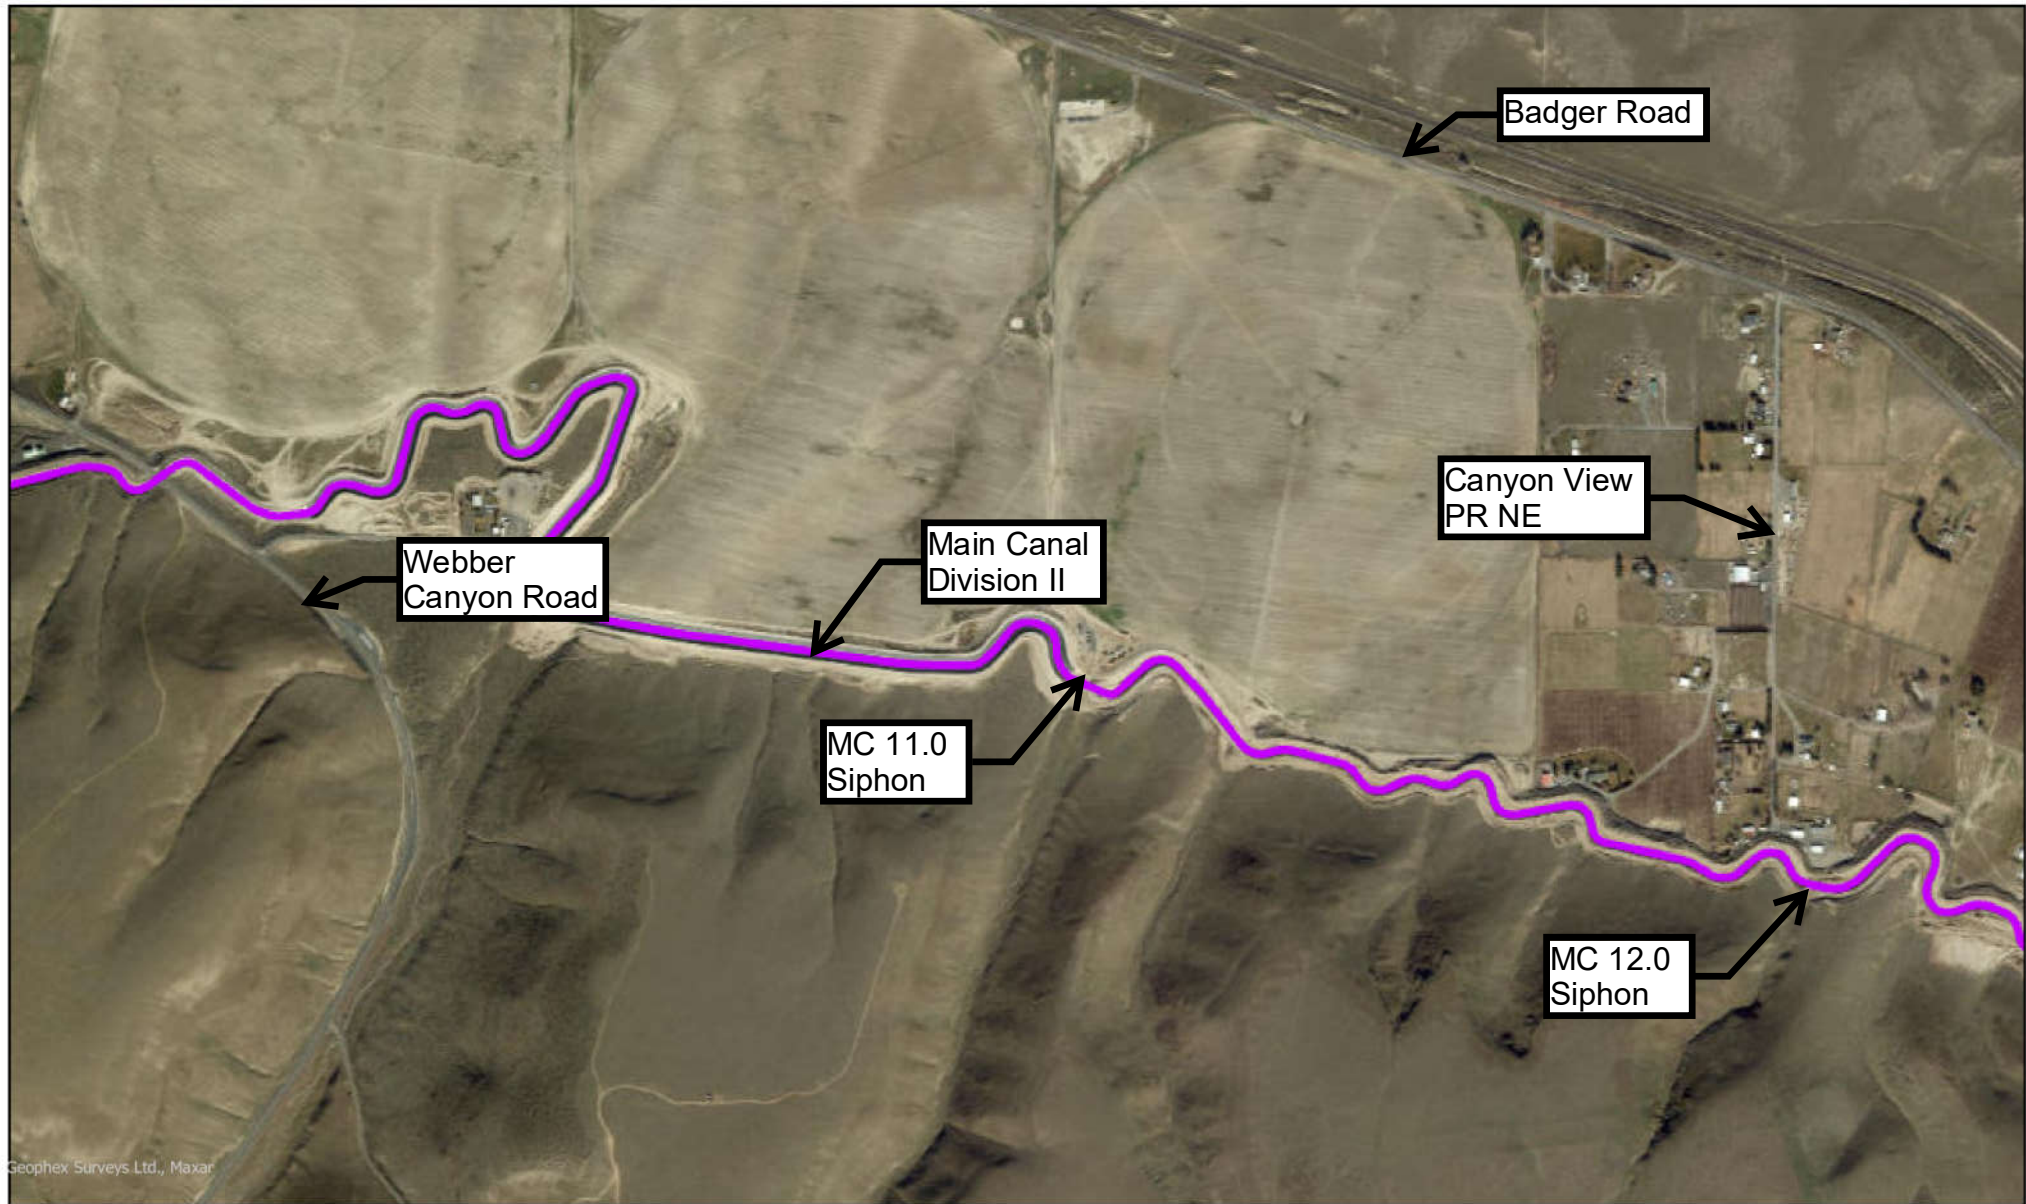 Badger Road
Canyon View
PR NE
Main Canal
Division II
Webber
Canyon Road
MC 11.0
Siphon
MC 12.0
Siphon
Geophex Surveys Ltd., Maxar